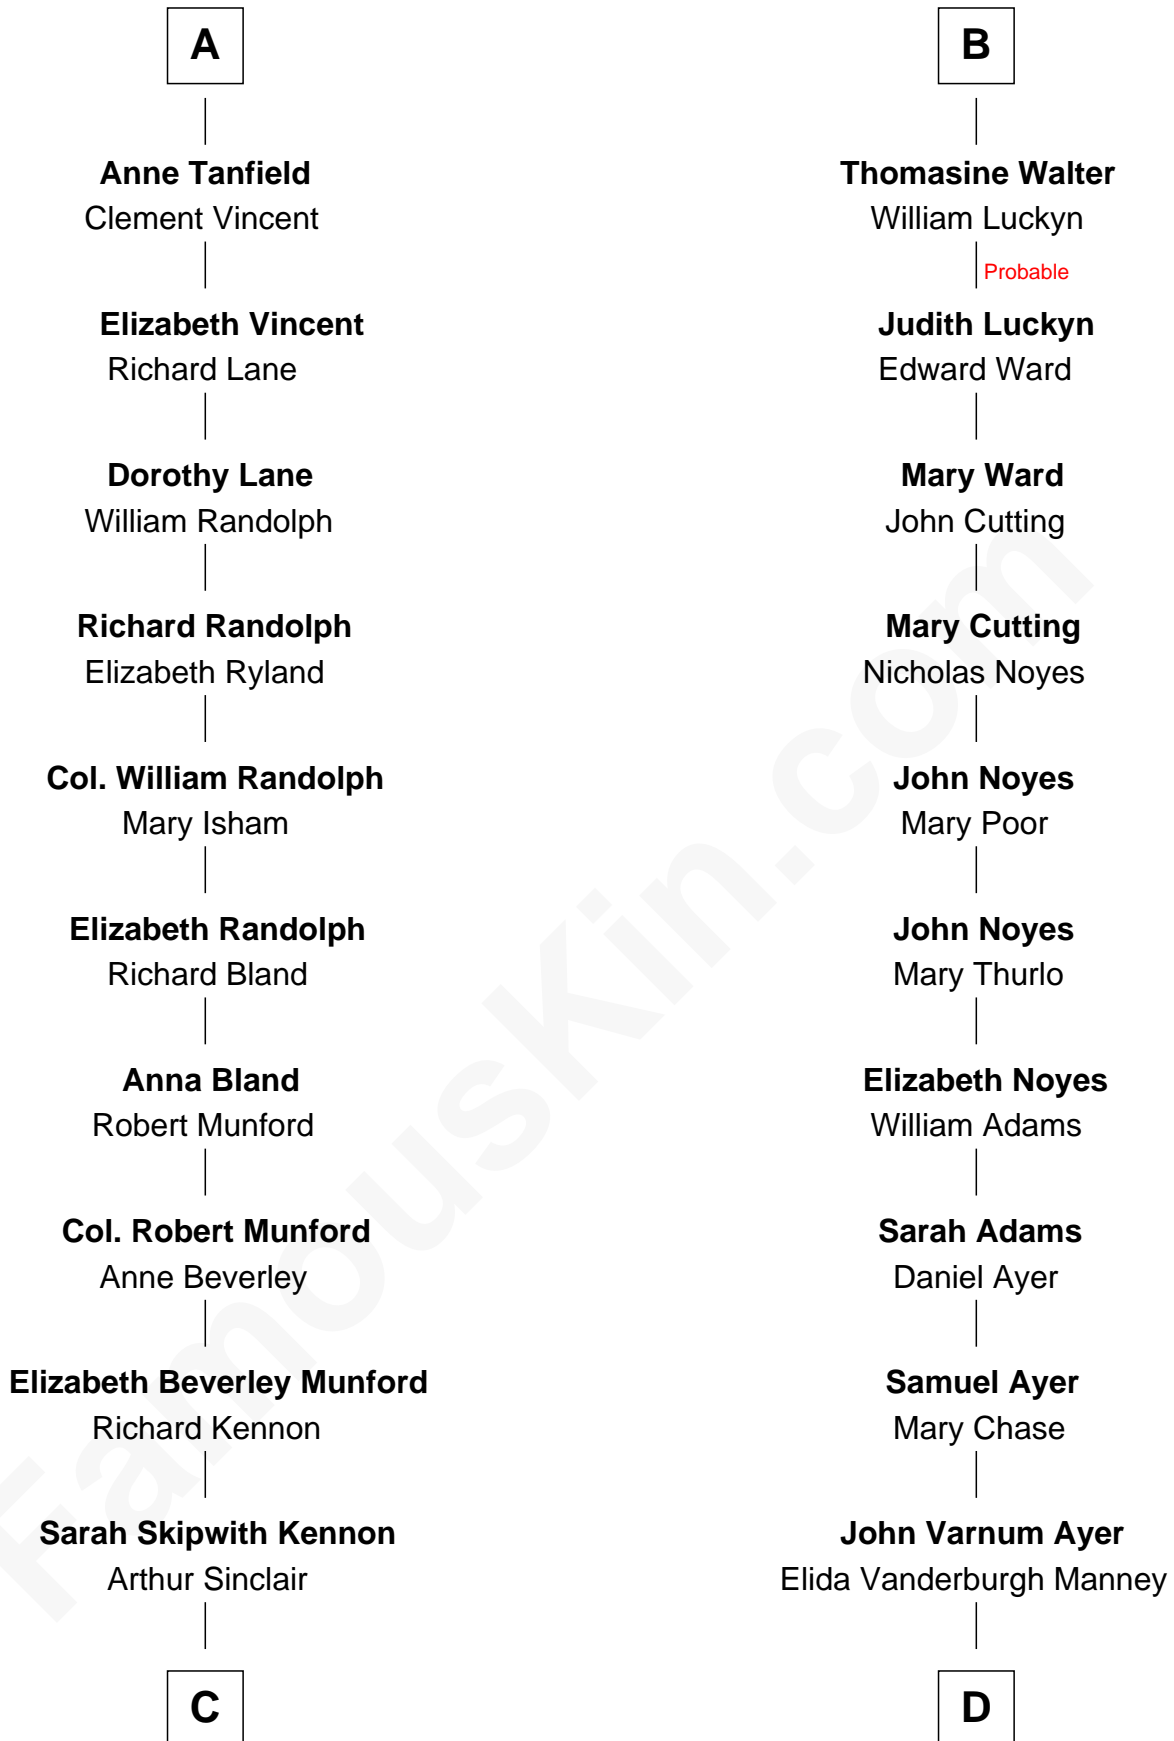 A
Anne Tanfield
Clement Vincent
Elizabeth Vincent
Richard Lane
Dorothy Lane
William Randolph
Richard Randolph
Elizabeth Ryland
Col. William Randolph
Mary Isham
Elizabeth Randolph
Richard Bland
Anna Bland
Robert Munford
Col. Robert Munford
Anne Beverley
Elizabeth Beverley Munford
Richard Kennon
Sarah Skipwith Kennon
Arthur Sinclair
C
B
Thomasine Walter
William Luckyn
Probable
Judith Luckyn
Edward Ward
Mary Ward
John Cutting
Mary Cutting
Nicholas Noyes
John Noyes
Mary Poor
John Noyes
Mary Thurlo
Elizabeth Noyes
William Adams
Sarah Adams
Daniel Ayer
Samuel Ayer
Mary Chase
John Varnum Ayer
Elida Vanderburgh Manney
D
FamousKin.com